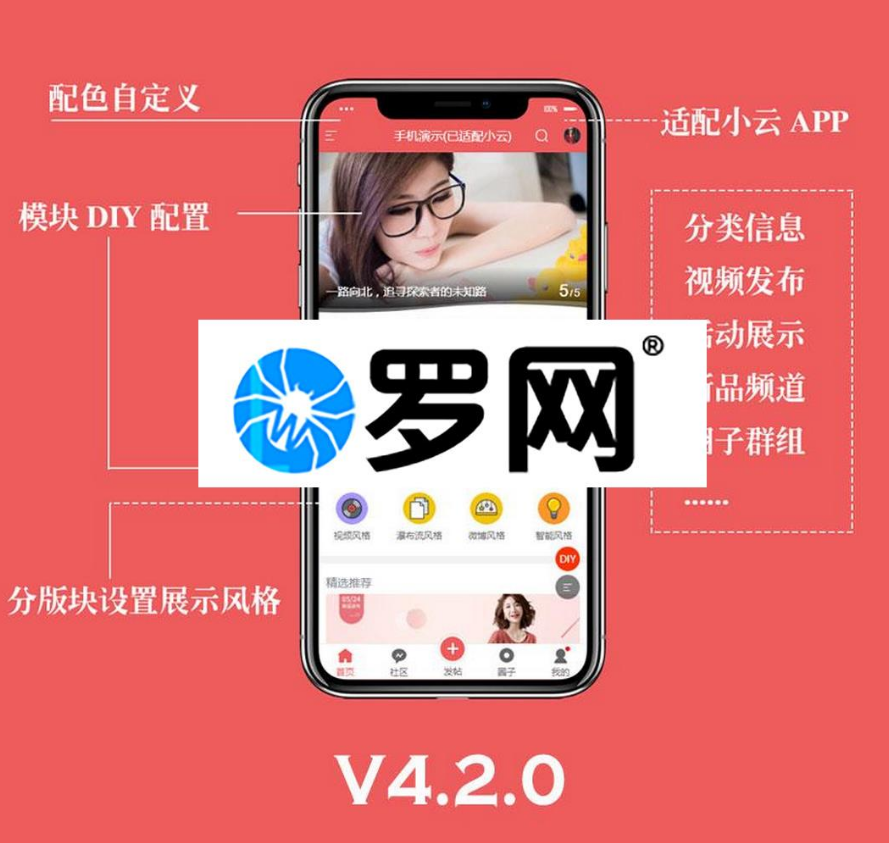 配色自定义
适配小云 APP
手机演示(已适配小云)
模块 DIY 配置
分类信息
视频发布
一路向北，追寻探索者的未知路
5/5
动展示
品频道
子群组
......
罗网®
视频风格
瀑布流风格
微博风格
智能风格
DIY
分版块设置展示风格
精选推荐
05/24
首页
社区
发帖
圈子
我的
V4.2.0